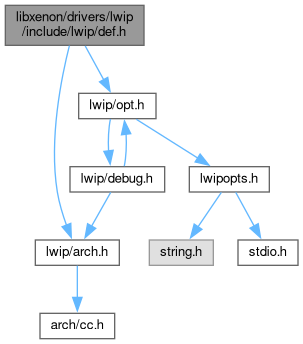 libxenon/drivers/lwip
/include/lwip/def.h
lwip/opt.h
lwip/debug.h
lwipopts.h
lwip/arch.h
string.h
stdio.h
arch/cc.h